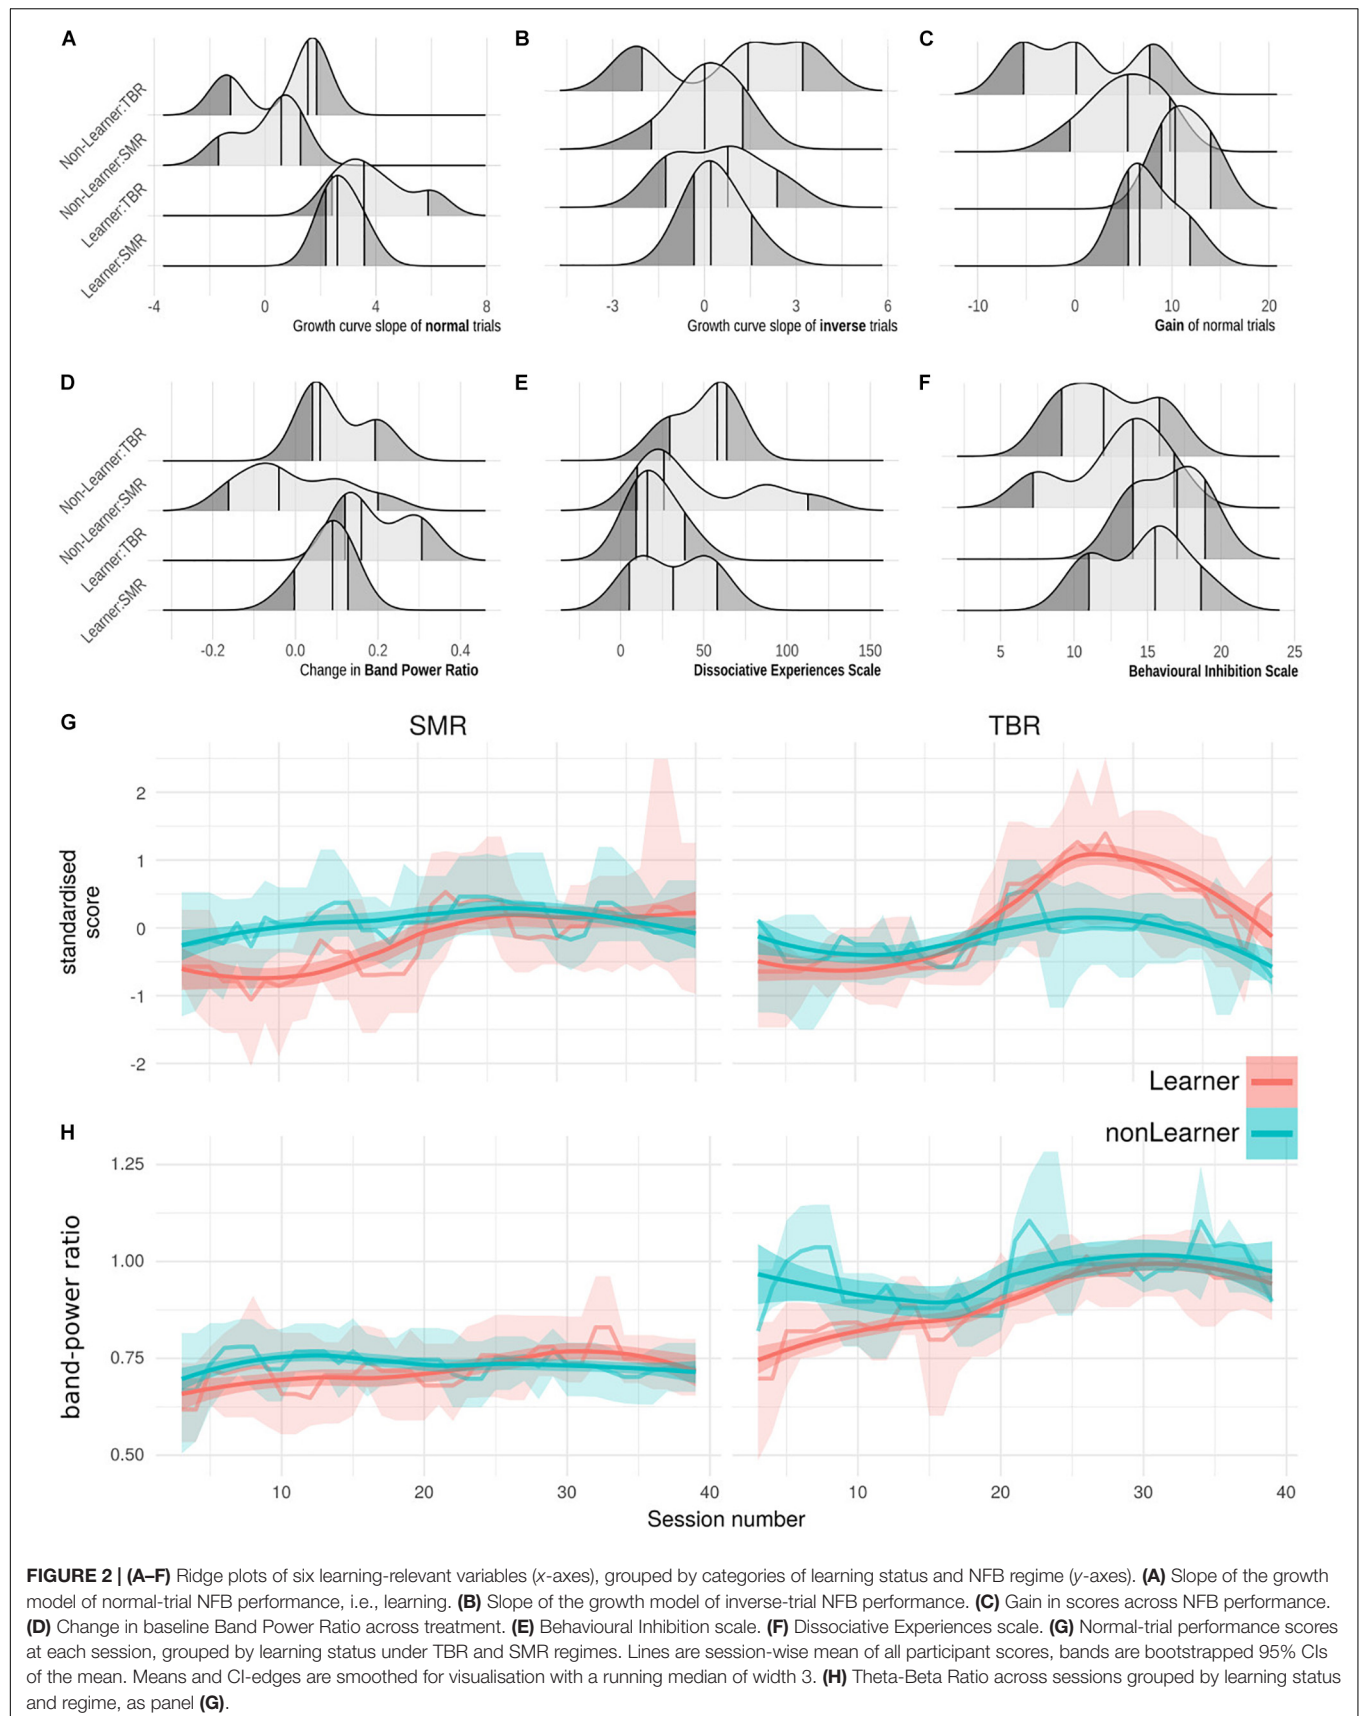 A
B
C
Non-Learner:TBR
Non-Learner:SMR
Learner:TBR
Learner:SMR
-4 0 4 8
-3 0 3 6
-10 0 10 20
Growth curve slope of normal trials
Growth curve slope of inverse trials
Gain of normal trials
D
E
F
Non-Learner:TBR
Non-Learner:SMR
Learner:TBR
Learner:SMR
-0.2 0.0 0.2 0.4
0 50 100 150
5 10 15 20 25
Change in Band Power Ratio
Dissociative Experiences Scale
Behavioural Inhibition Scale
G
SMR
TBR
standardised
score
2
1
0
-1
-2
Learner
nonLearner
H
band-power ratio
1.25
1.00
0.75
0.50
10 20 30 40
10 20 30 40
Session number
FIGURE 2 | (A–F) Ridge plots of six learning-relevant variables (x-axes), grouped by categories of learning status and NFB regime (y-axes). (A) Slope of the growth
model of normal-trial NFB performance, i.e., learning. (B) Slope of the growth model of inverse-trial NFB performance. (C) Gain in scores across NFB performance.
(D) Change in baseline Band Power Ratio across treatment. (E) Behavioural Inhibition scale. (F) Dissociative Experiences scale. (G) Normal-trial performance scores
at each session, grouped by learning status under TBR and SMR regimes. Lines are session-wise mean of all participant scores, bands are bootstrapped 95% CIs
of the mean. Means and CI-edges are smoothed for visualisation with a running median of width 3. (H) Theta-Beta Ratio across sessions grouped by learning status
and regime, as panel (G).